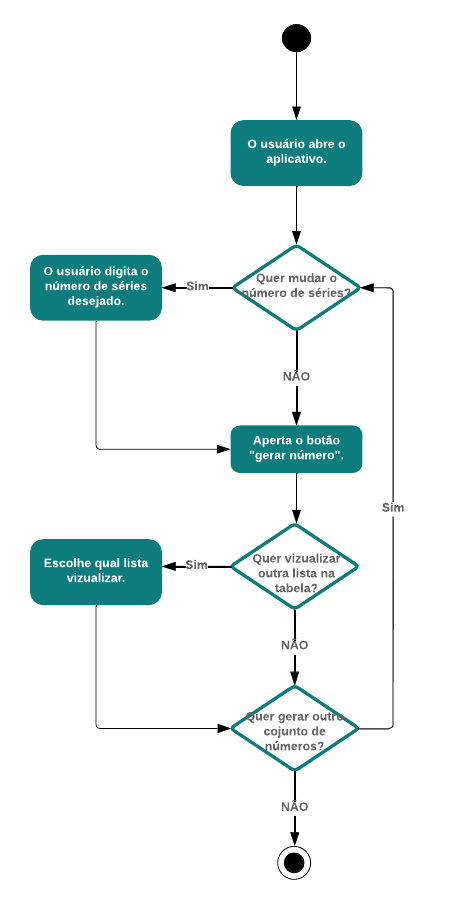 O usuário abre o
aplicativo.
Quer mudar o
número de séries?
Sim
O usuário digita o
número de séries
desejado.
NÃO
Aperta o botão
"gerar número".
Sim
Quer vizualizar
outra lista na
tabela?
Sim
Escolhe qual lista
vizualizar.
NÃO
Quer gerar outro
cojunto de
números?
NÃO